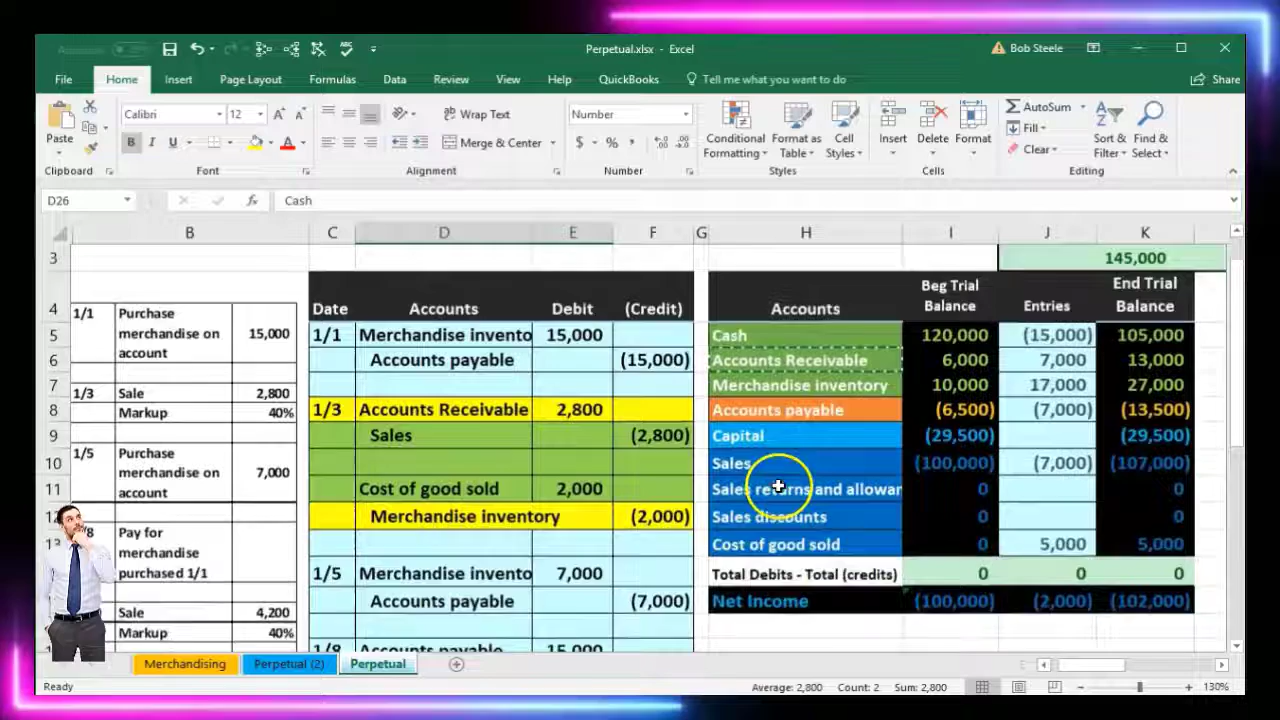 Perpetual.xlsx - Excel
Bob Steele
File Home Insert Page Layout Formulas Data Review View Help QuickBooks Tell me what you want to do Share
Calibri 12 Wrap Text Number AutoSum
Paste Merge & Center Conditional Formatting Format as Table Cell Styles Insert Delete Format Fill Clear Sort & Filter Find & Select
Clipboard Font Alignment Number Styles Cells Editing
D26 fx Cash
B C D E F G H I J K
3 145,000
4 1/1 Purchase merchandise on account 15,000 Date Accounts Debit (Credit) Accounts Beg Trial Balance Entries End Trial Balance
5 1/1 Merchandise invento 15,000 Cash 120,000 (15,000) 105,000
6 Accounts payable (15,000) Accounts Receivable 6,000 7,000 13,000
7 1/3 Sale 2,800 Merchandise inventory 10,000 17,000 27,000
8 Markup 40% 1/3 Accounts Receivable 2,800 Accounts payable (6,500) (7,000) (13,500)
9 Sales (2,800) Capital (29,500) (29,500)
10 1/5 Purchase merchandise on account 7,000 Sales (100,000) (7,000) (107,000)
11 Cost of good sold 2,000 Sales returns and allowan 0 0
12 Merchandise inventory (2,000) Sales discounts 0 0
13 1/8 Pay for merchandise purchased 1/1 Cost of good sold 0 5,000 5,000
1/5 Merchandise invento 7,000 Total Debits - Total (credits) 0 0 0
Sale 4,200 Accounts payable (7,000) Net Income (100,000) (2,000) (102,000)
Markup 40%
1/8 Accounts payable 15,000
Merchandising Perpetual (2) Perpetual
Ready Average: 2,800 Count: 2 Sum: 2,800 130%